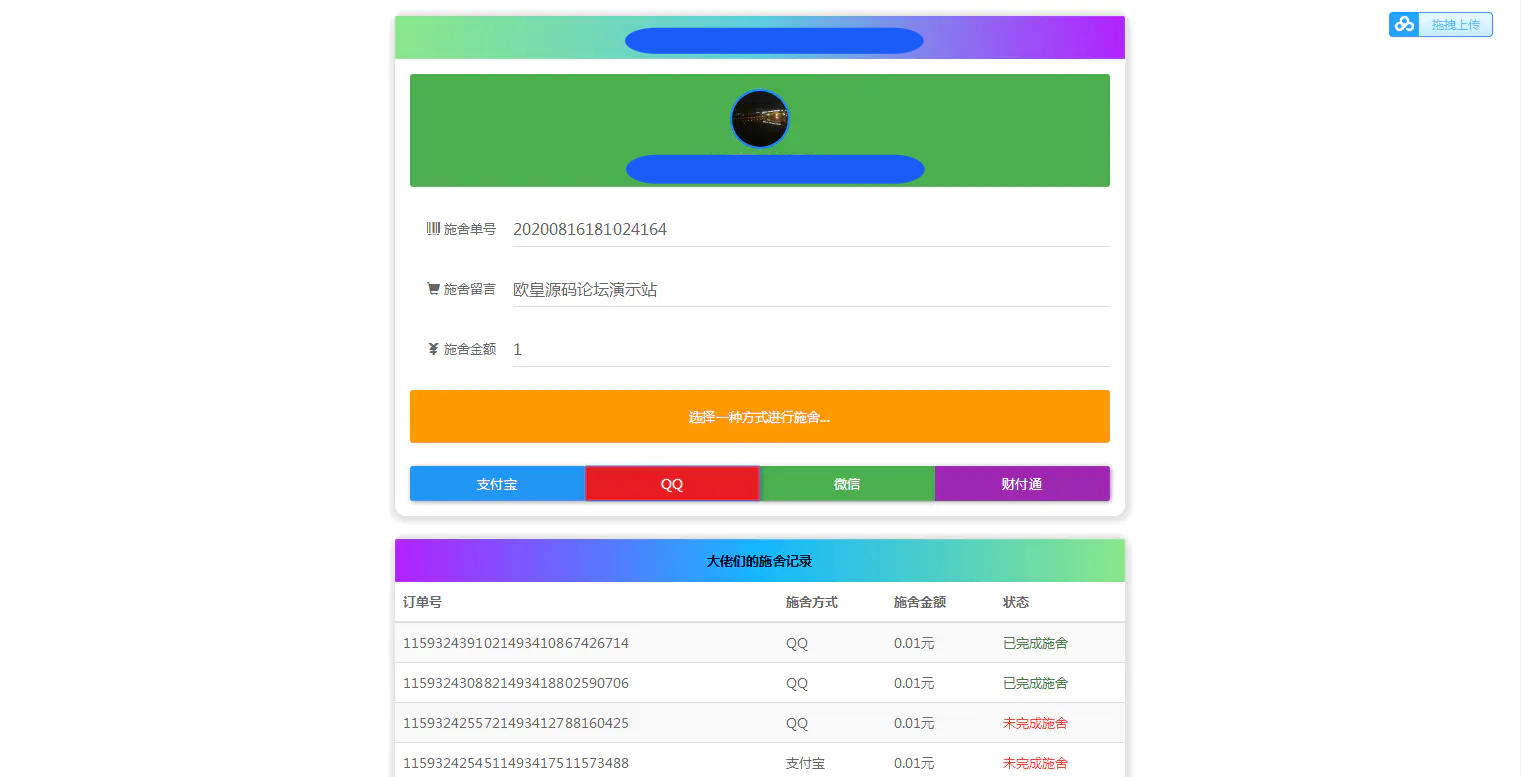 拖拽上传
施舍单号 20200816181024164
施舍留言 欧皇源码论坛演示站
施舍金额 1
选择一种方式进行施舍...
支付宝 QQ 微信 财付通
大佬们的施舍记录
订单号 施舍方式 施舍金额 状态
1159324391021493410867426714 QQ 0.01元 已完成施舍
1159324308821493418802590706 QQ 0.01元 已完成施舍
1159324255721493412788160425 QQ 0.01元 未完成施舍
1159324254511493417511573488 支付宝 0.01元 未完成施舍